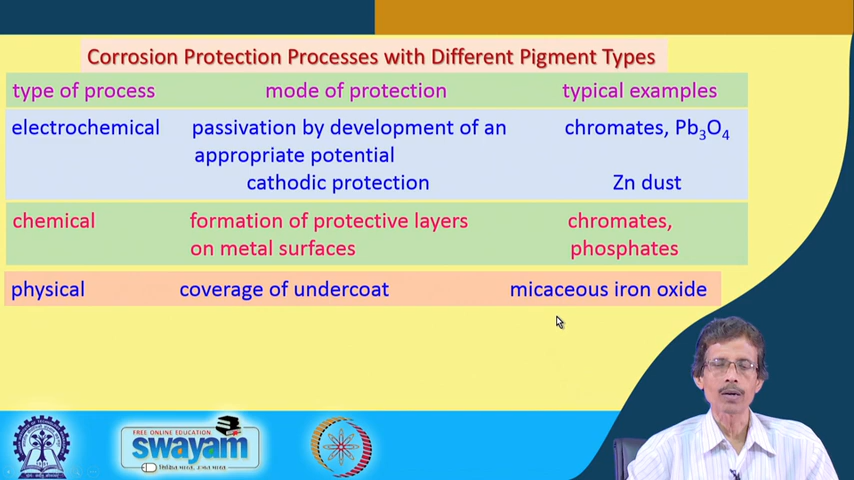 Corrosion Protection Processes with Different Pigment Types
type of process mode of protection typical examples
electrochemical passivation by development of an chromates, Pb₃O₄
appropriate potential
cathodic protection Zn dust
chemical formation of protective layers chromates,
on metal surfaces phosphates
physical coverage of undercoat micaceous iron oxide
FREE ONLINE EDUCATION
swayam